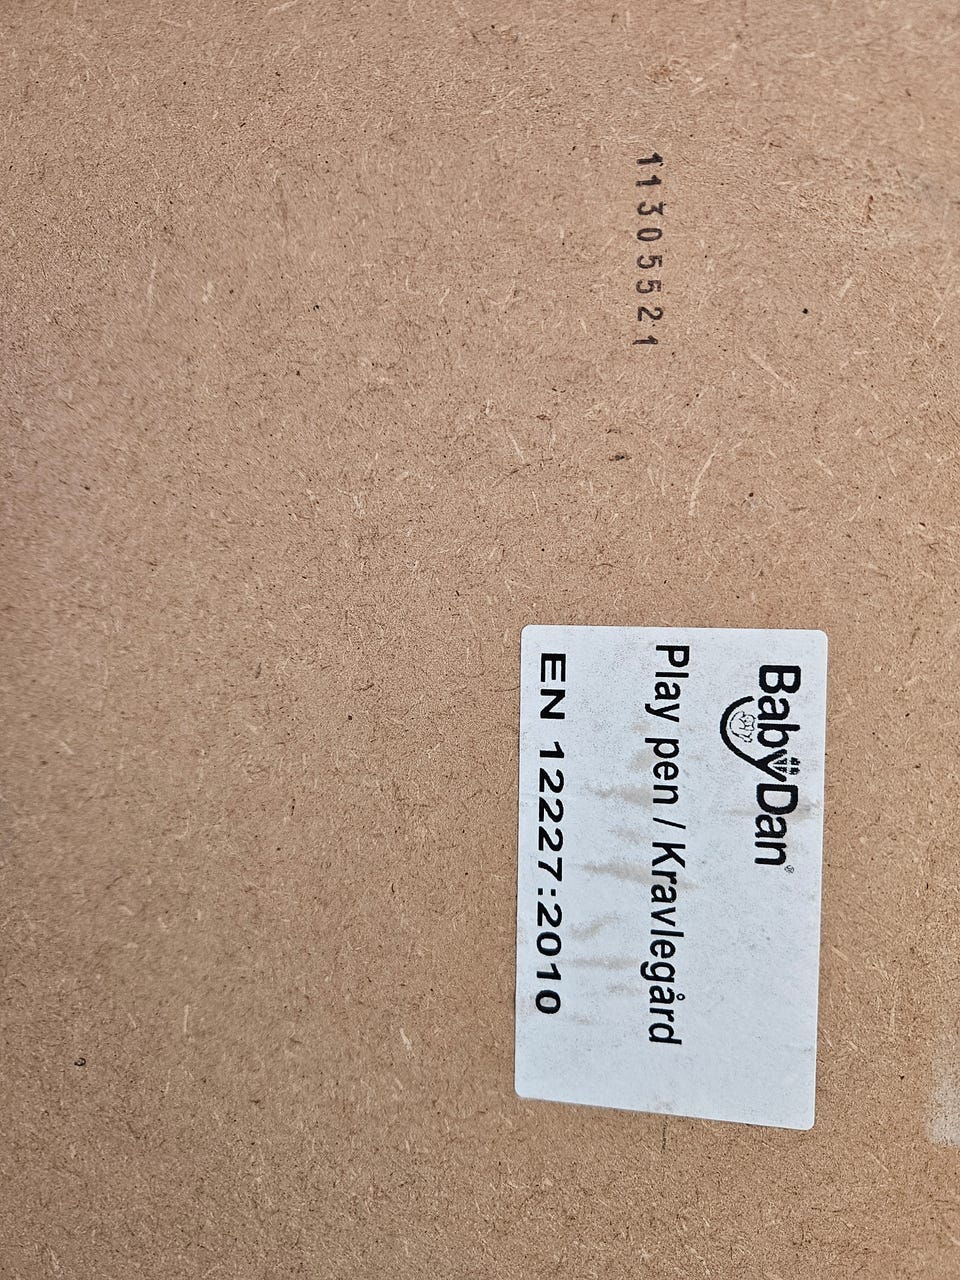 11305521
BabyDan®
Play pen / Kravlegård
EN 12227:2010